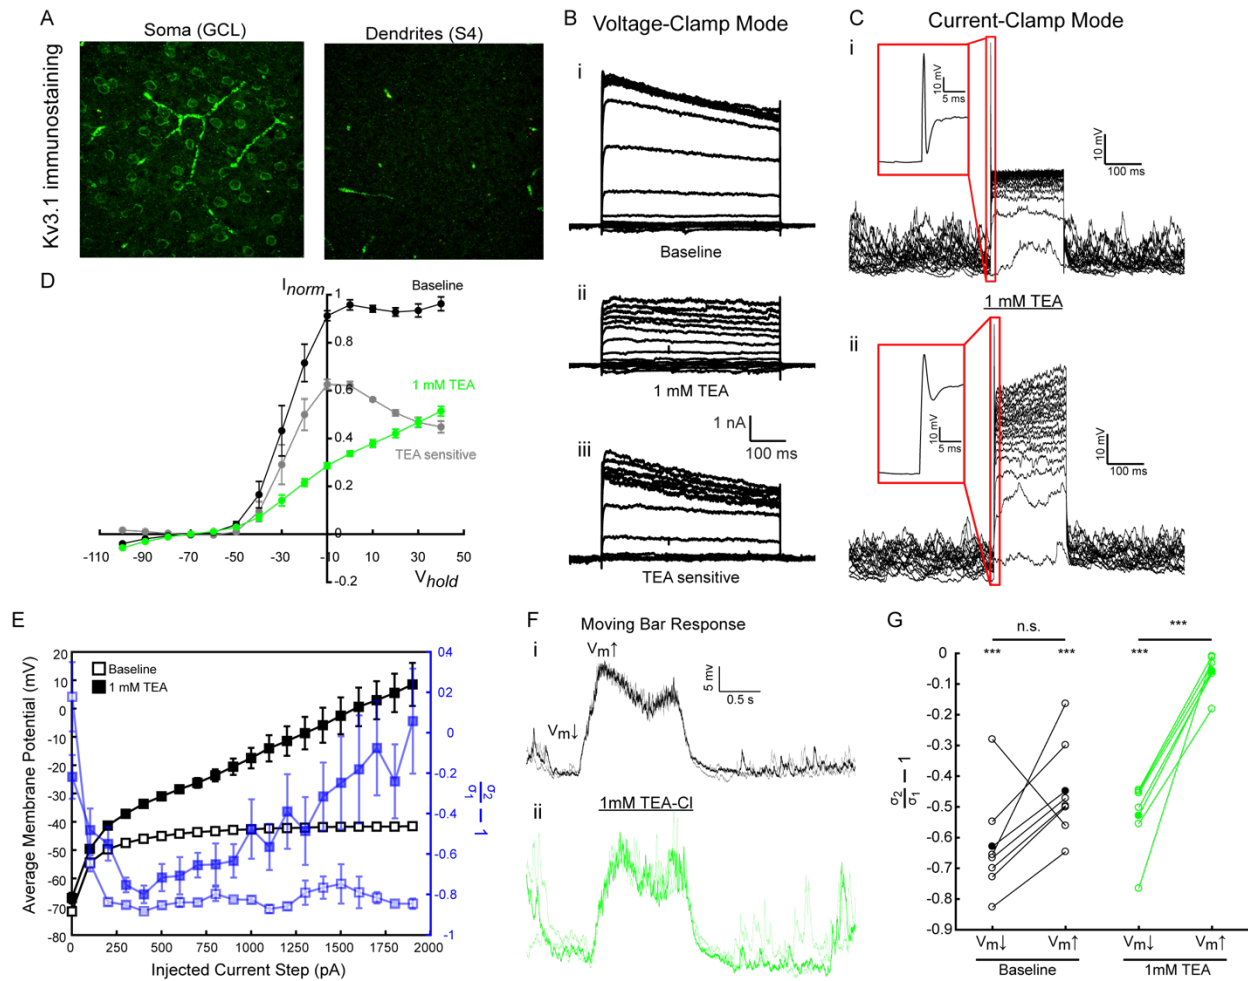 A
Soma (GCL)
Dendrites (S4)
Kv3.1 immunostaining
B
Voltage-Clamp Mode
i
Baseline
ii
1 mM TEA
1 nA
100 ms
iii
TEA sensitive
C
Current-Clamp Mode
i
10 mV
5 ms
10 mV
100 ms
1 mM TEA
ii
10 mV
5 ms
10 mV
100 ms
D
Inorm
Baseline
1
0.8
0.6
0.4
0.2
0
-0.2
1 mM TEA
TEA sensitive
-110 -90 -70 -50 -30 -10 10 30 50
Vhold
E
Average Membrane Potential (mV)
20
10
0
-10
-20
-30
-40
-50
-60
-70
-80
Baseline
1 mM TEA
04
0.2
0
-0.2
-0.4
-0.6
-0.8
-1
σ2/σ1 − 1
0 250 500 750 1000 1250 1500 1750 2000
Injected Current Step (pA)
F
Moving Bar Response
i
Vm↑
Vm↓
5 mV
0.5 s
ii
1mM TEA-Cl
G
n.s.
***
*** *** ***
0
-0.1
-0.2
-0.3
-0.4
-0.5
-0.6
-0.7
-0.8
-0.9
σ2/σ1 − 1
Vm↓ Vm↑ Vm↓ Vm↑
Baseline
1mM TEA